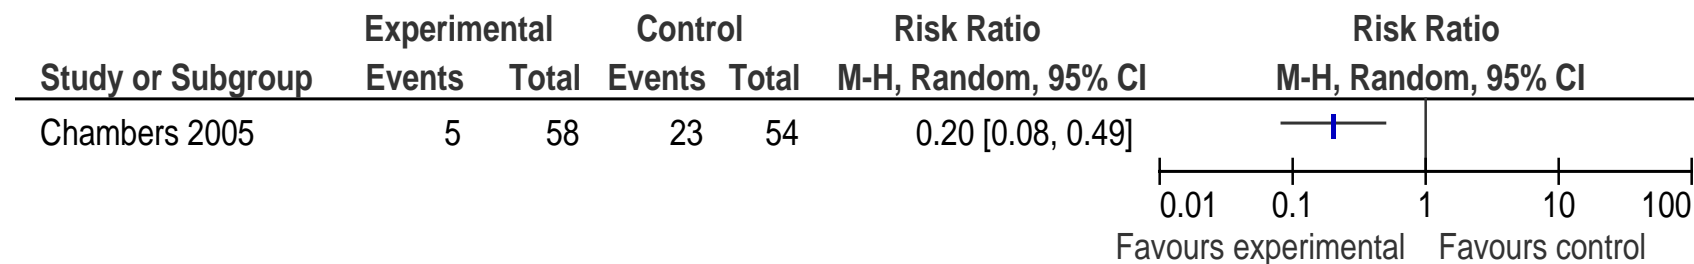 Experimental Control Risk Ratio Risk Ratio
Study or Subgroup Events Total Events Total M-H, Random, 95% CI M-H, Random, 95% CI
Chambers 2005 5 58 23 54 0.20 [0.08, 0.49]
0.01 0.1 1 10 100
Favours experimental Favours control